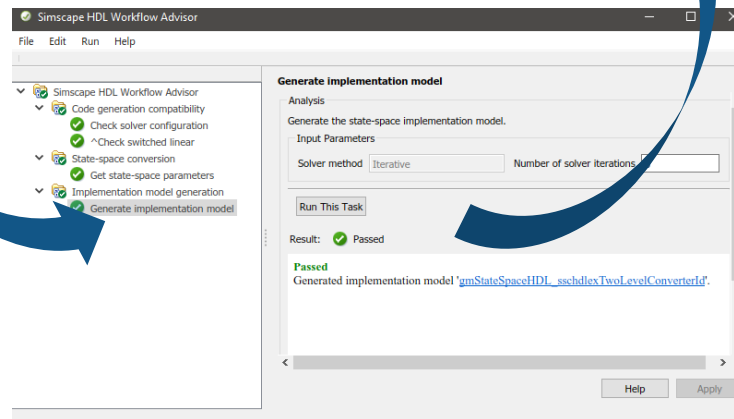 Simscape HDL Workflow Advisor
File Edit Run Help
Simscape HDL Workflow Advisor
Code generation compatibility
Check solver configuration
^Check switched linear
State-space conversion
Get state-space parameters
Implementation model generation
Generate implementation model
Generate implementation model
Analysis
Generate the state-space implementation model.
Input Parameters
Solver method Iterative Number of solver iterations
Run This Task
Result: Passed
Passed
Generated implementation model 'gmStateSpaceHDL_sschdlexTwoLevelConverterId'.
Help Apply